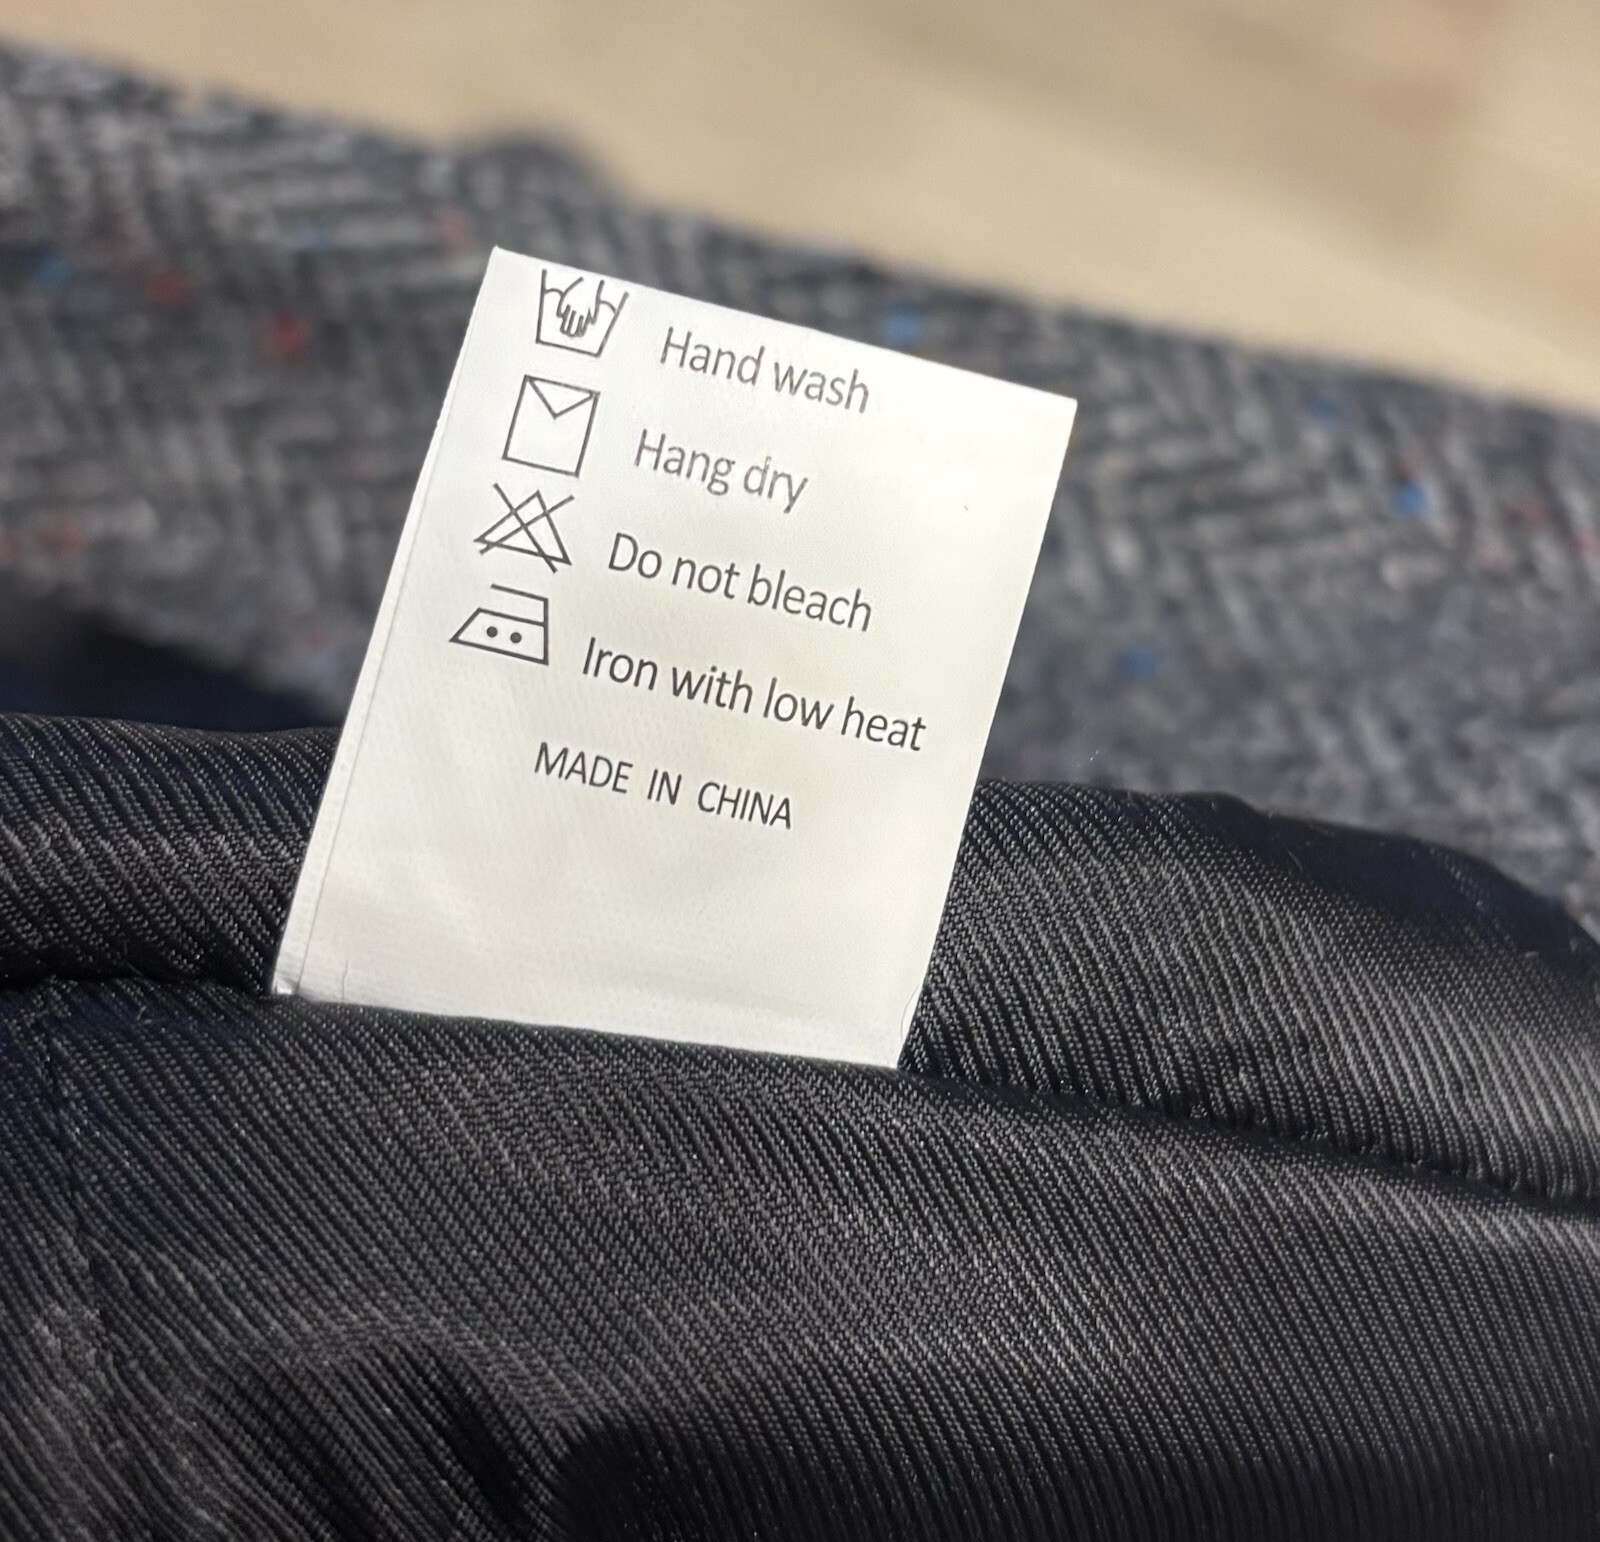 Hand wash
Hang dry
Do not bleach
Iron with low heat
MADE IN CHINA